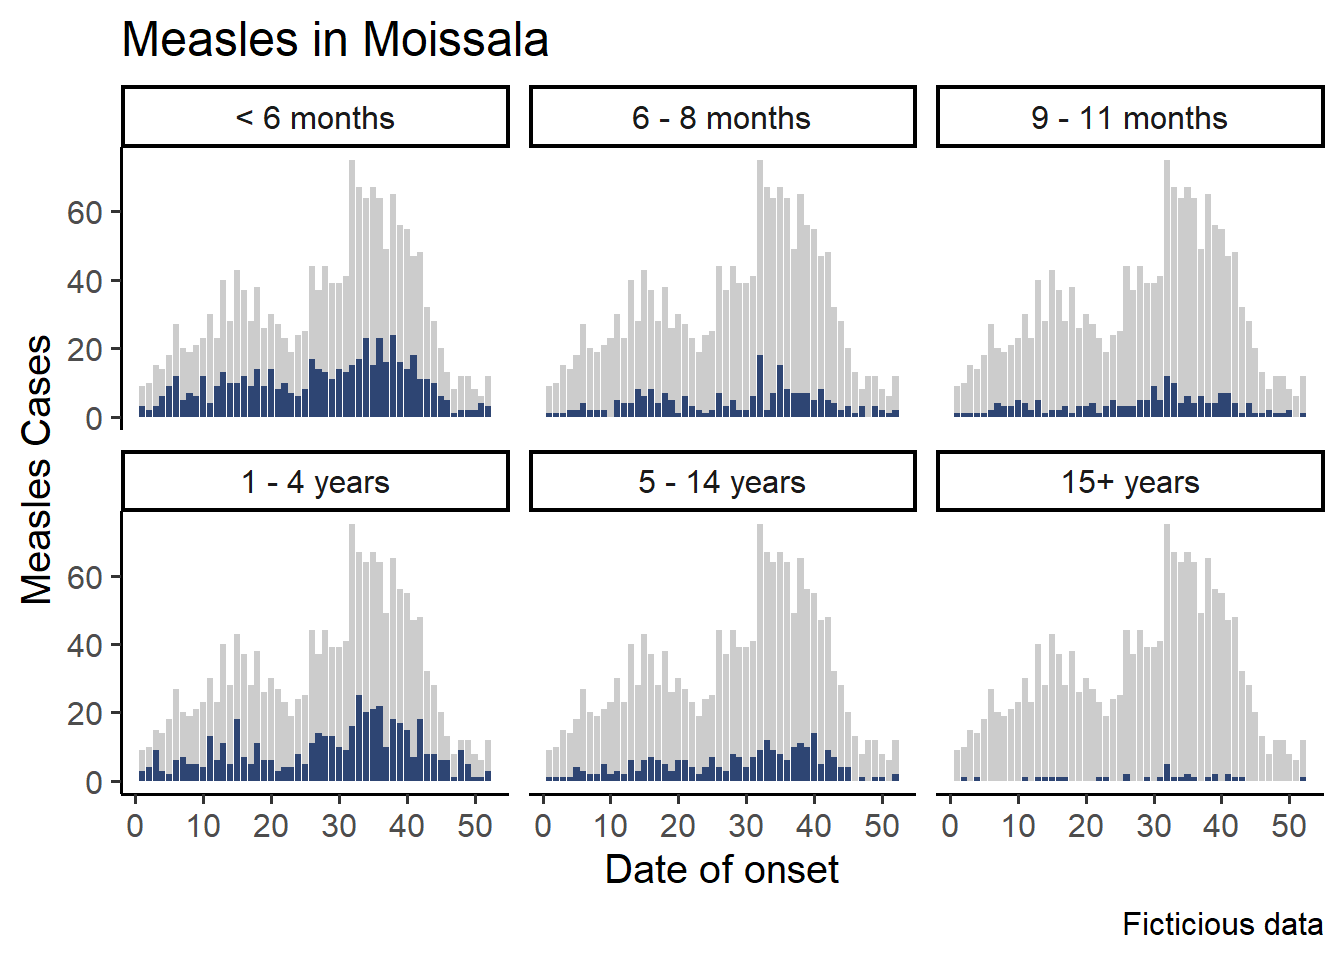 Measles in Moissala
< 6 months
6 - 8 months
9 - 11 months
60
40
20
0
1 - 4 years
5 - 14 years
15+ years
60
40
20
0
0 10 20 30 40 50
0 10 20 30 40 50
0 10 20 30 40 50
Measles Cases
Date of onset
Ficticious data